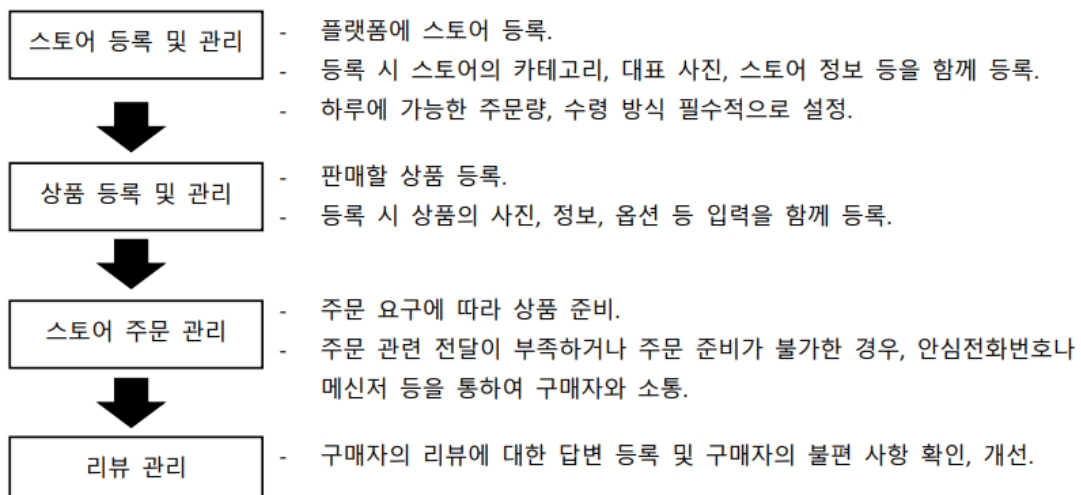 스토어 등록 및 관리
- 플랫폼에 스토어 등록.
- 등록 시 스토어의 카테고리, 대표 사진, 스토어 정보 등을 함께 등록.
- 하루에 가능한 주문량, 수령 방식 필수적으로 설정.
상품 등록 및 관리
- 판매할 상품 등록.
- 등록 시 상품의 사진, 정보, 옵션 등 입력을 함께 등록.
스토어 주문 관리
- 주문 요구에 따라 상품 준비.
- 주문 관련 전달이 부족하거나 주문 준비가 불가한 경우, 안심전화번호나
메신저 등을 통하여 구매자와 소통.
리뷰 관리
- 구매자의 리뷰에 대한 답변 등록 및 구매자의 불편 사항 확인, 개선.